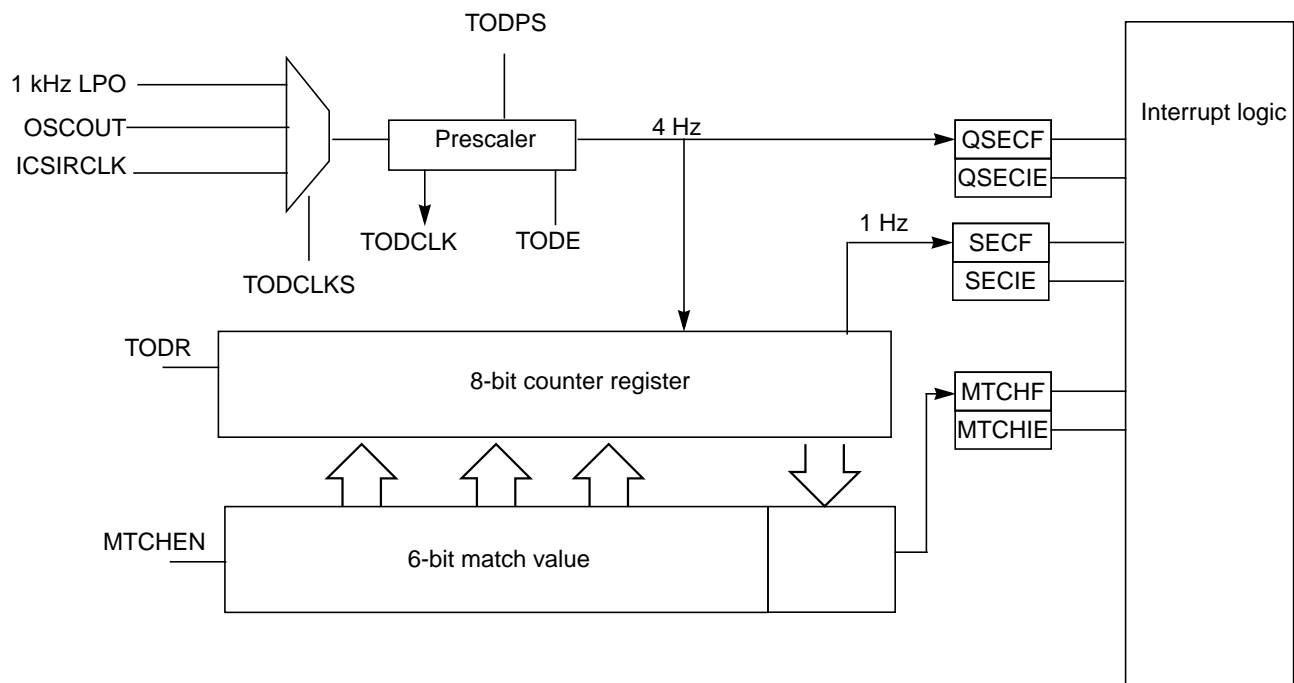 TODPS
1 kHz LPO
OSCOUT
ICSIRCLK
Prescaler
4 Hz
TODCLK
TODE
TODCLKS
QSECF
QSECIE
1 Hz
SECF
SECIE
Interrupt logic
TODR
8-bit counter register
MTCHF
MTCHIE
MTCHEN
6-bit match value